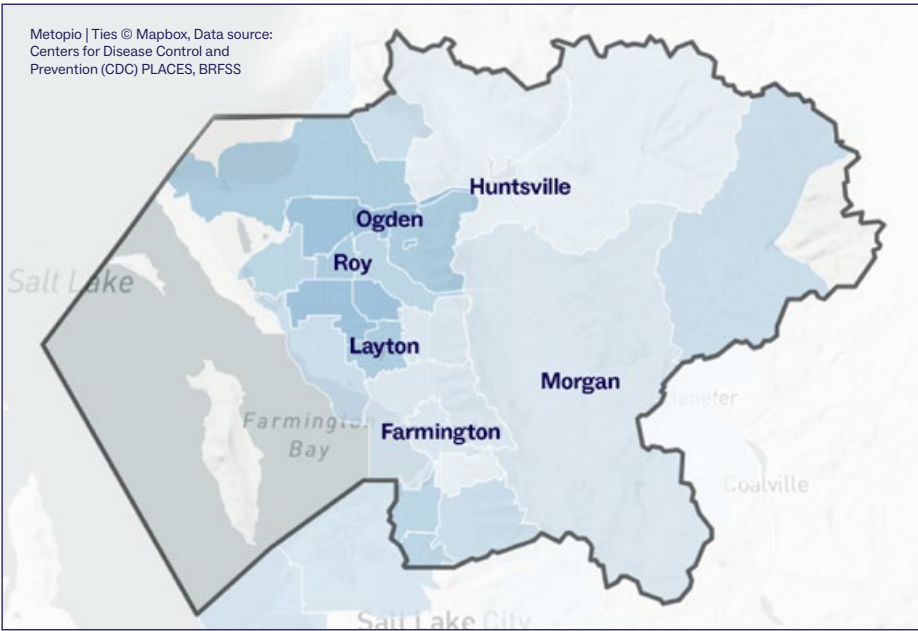 Metopio | Ties © Mapbox, Data source:
Centers for Disease Control and
Prevention (CDC) PLACES, BRFSS
Huntsville
Ogden
Roy
Salt Lake
Layton
Morgan
Henefer
Farmington
Bay
Farmington
Coalville
Salt Lake City